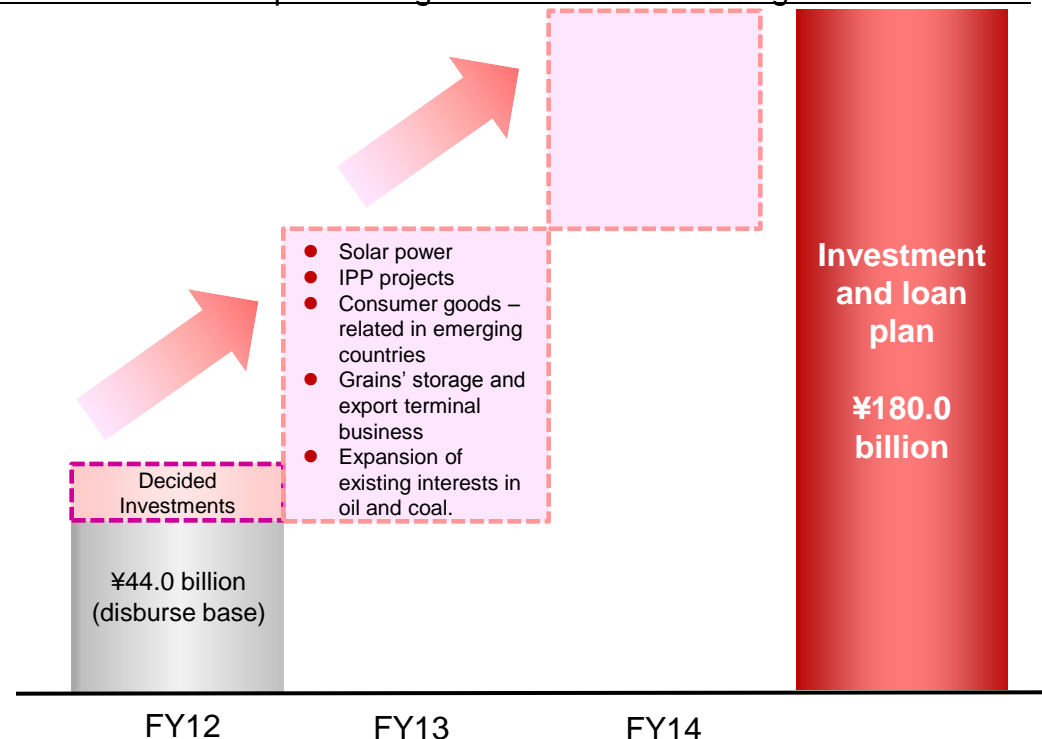 Solar power
IPP projects
Consumer goods –
related in emerging
countries
Grains’ storage and
export terminal
business
Expansion of
existing interests in
oil and coal.
Decided
Investments
¥44.0 billion
(disburse base)
Investment
and loan
plan
¥180.0
billion
FY12
FY13
FY14